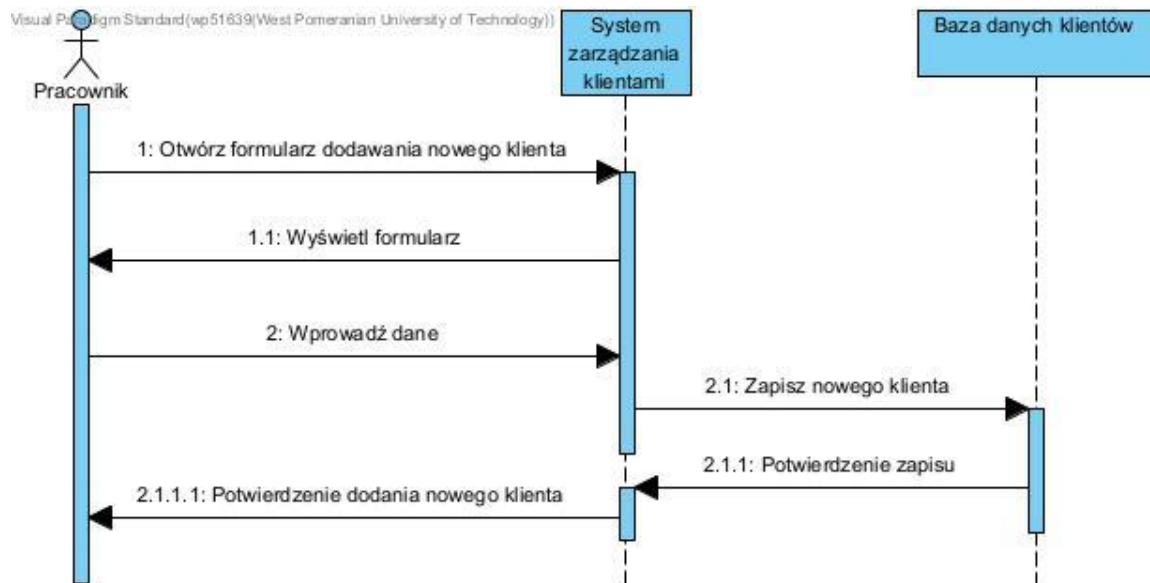 Visual Paradigm Standard(wp51639(West Pomeranian University of Technology))
System
zarządzania
klientami
Baza danych klientów
Pracownik
1: Otwórz formularz dodawania nowego klienta
1.1: Wyświetl formularz
2: Wprowadź dane
2.1: Zapisz nowego klienta
2.1.1: Potwierdzenie zapisu
2.1.1.1: Potwierdzenie dodania nowego klienta